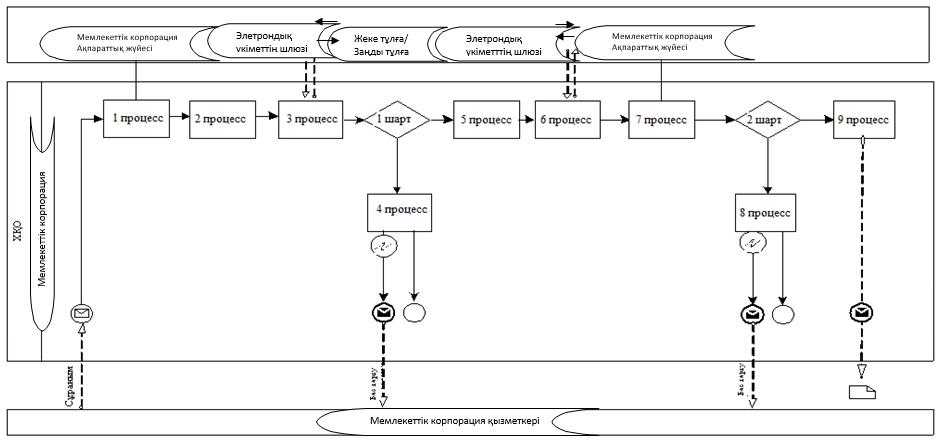 Мемлекеттік корпорация
Ақпараттық жүйесі
Элетрондық
үкіметтін шлюзі
Жеке тұлға/
Заңды тұлға
Элетрондық
үкіметттің шлюзі
Мемлекеттік корпорация
Ақпараттық жүйесі
1 процесс
2 процесс
3 процесс
1 шарт
5 процесс
6 процесс
7 процесс
2 шарт
9 процесс
4 процесс
8 процесс
ХҚО
Мемлекеттік корпорация
Сұраным
Бас тарту
Бас тарту
Мемлекеттік корпорация қызметкері